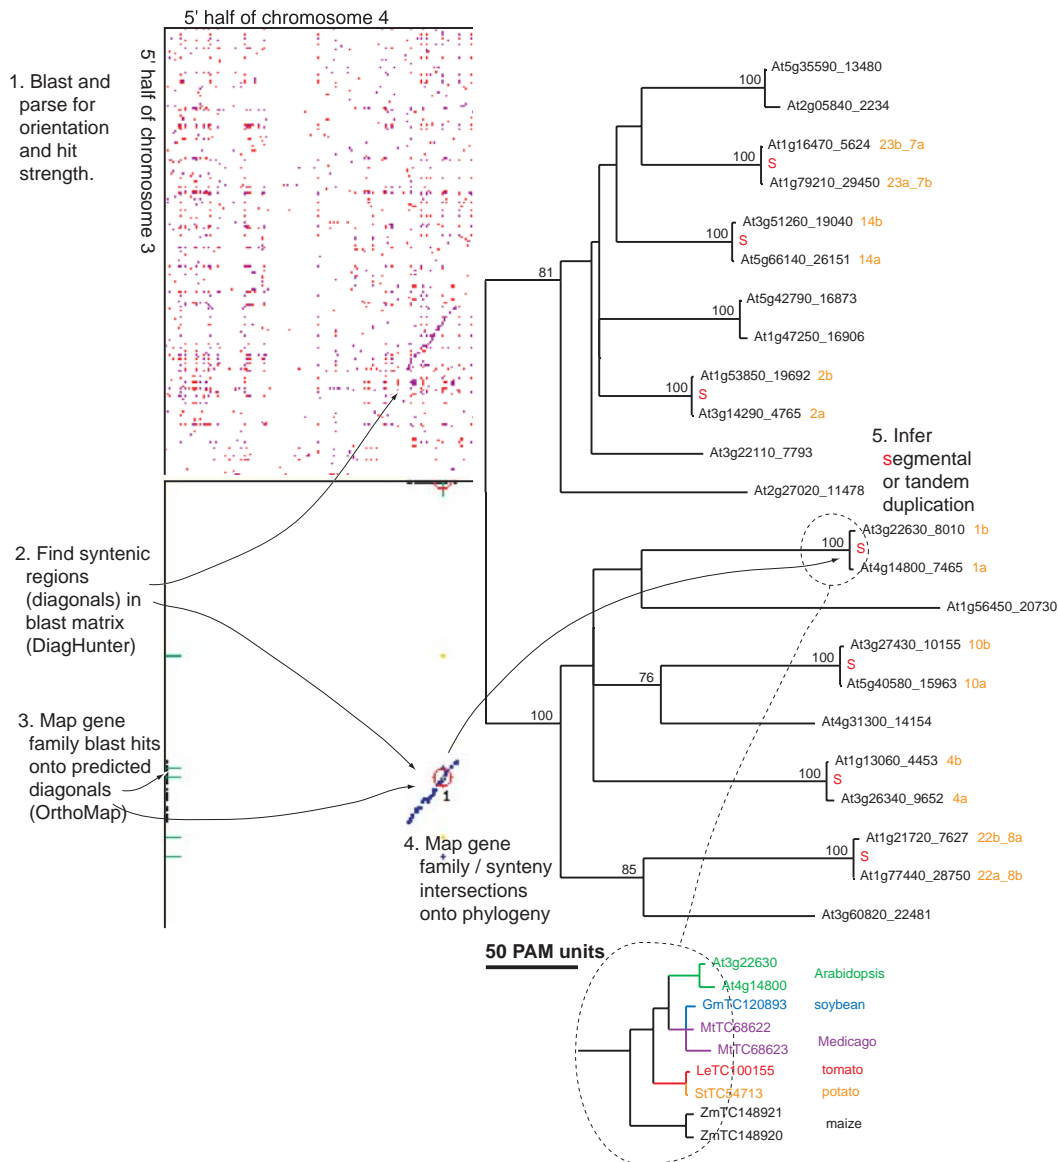 5' half of chromosome 4
5' half of chromosome 3
1. Blast and
parse for
orientation
and hit
strength.
2. Find syntenic
regions
(diagonals) in
blast matrix
(DiagHunter)
3. Map gene
family blast hits
onto predicted
diagonals
(OrthoMap)
1
4. Map gene
family / synteny
intersections
onto phylogeny
5. Infer
segmental
or tandem
duplication
81
100
At5g35590_13480
At2g05840_2234
100
At1g16470_5624 23b_7a
S
At1g79210_29450 23a_7b
100
At3g51260_19040 14b
S
At5g66140_26151 14a
100
At5g42790_16873
At1g47250_16906
100
At1g53850_19692 2b
S
At3g14290_4765 2a
At3g22110_7793
At2g27020_11478
100
100
At3g22630_8010 1b
S
At4g14800_7465 1a
At1g56450_20730
76
100
At3g27430_10155 10b
S
At5g40580_15963 10a
At4g31300_14154
100
At1g13060_4453 4b
S
At3g26340_9652 4a
85
100
At1g21720_7627 22b_8a
S
At1g77440_28750 22a_8b
At3g60820_22481
50 PAM units
At3g22630
At4g14800
Arabidopsis
GmTC120893 soybean
MtTC68622
MtTC68623
Medicago
LeTC100155 tomato
StTC54713 potato
ZmTC148921
ZmTC148920
maize